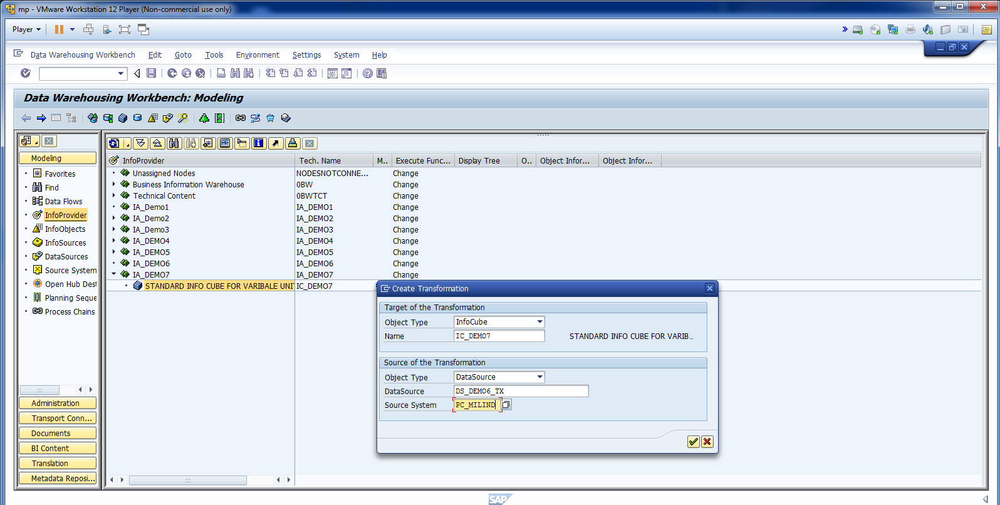 mp - VMware Workstation 12 Player (Non-commercial use only)
Player
Data Warehousing Workbench Edit Goto Tools Environment Settings System Help
Data Warehousing Workbench: Modeling
Modeling
Favorites
Find
Data Flows
InfoProvider
InfoObjects
InfoSources
DataSources
Source System
Open Hub Dest
Planning Seque
Process Chains
Administration
Transport Conn...
Documents
BI Content
Translation
Metadata Reposi...
InfoProvider Tech. Name M.. Execute Func... Display Tree O.. Object Infor... Object Infor...
Unassigned Nodes NODESNOTCONNE... Change
Business Information Warehouse 0BW Change
Technical Content 0BWTCT Change
IA_Demo1 IA_DEMO1 Change
IA_Demo2 IA_DEMO2 Change
IA_Demo3 IA_DEMO3 Change
IA_DEMO4 IA_DEMO4 Change
IA_DEMO5 IA_DEMO5 Change
IA_DEMO6 IA_DEMO6 Change
IA_DEMO7 IA_DEMO7 Change
STANDARD INFO CUBE FOR VARIBALE UNIT IC_DEMO7
Create Transformation
Target of the Transformation
Object Type InfoCube
Name IC_DEMO7 STANDARD INFO CUBE FOR VARIB...
Source of the Transformation
Object Type DataSource
DataSource DS_DEMO6_TX
Source System PC_MILIND
SAP